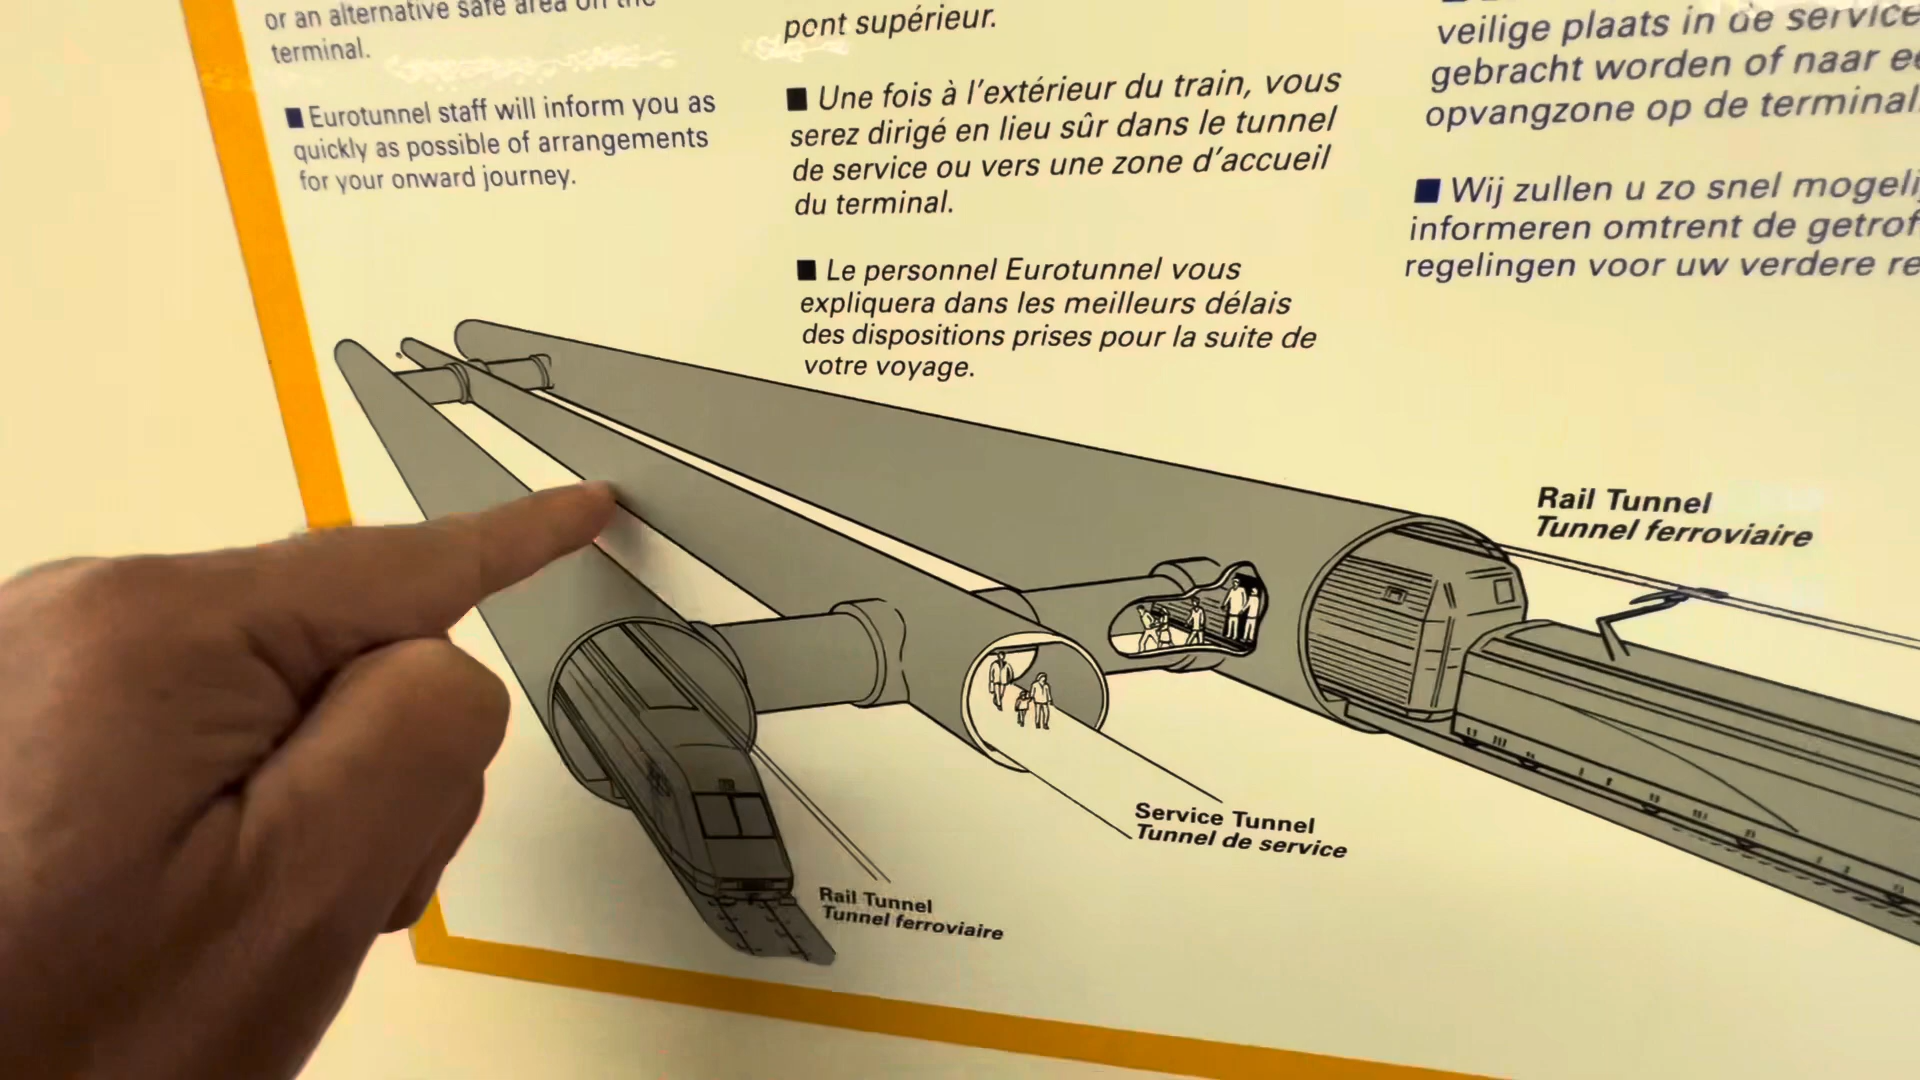 or an alternative safe area on the
terminal.
■ Eurotunnel staff will inform you as
quickly as possible of arrangements
for your onward journey.
pont supérieur.
■ Une fois à l'extérieur du train, vous
serez dirigé en lieu sûr dans le tunnel
de service ou vers une zone d'accueil
du terminal.
■ Le personnel Eurotunnel vous
expliquera dans les meilleurs délais
des dispositions prises pour la suite de
votre voyage.
veilige plaats in de service
gebracht worden of naar
opvangzone op de terminal.
■ Wij zullen u zo snel
informeren omtrent de
regelingen voor uw verdere
Rail Tunnel
Tunnel ferroviaire
Service Tunnel
Tunnel de service
Rail Tunnel
Tunnel ferroviaire